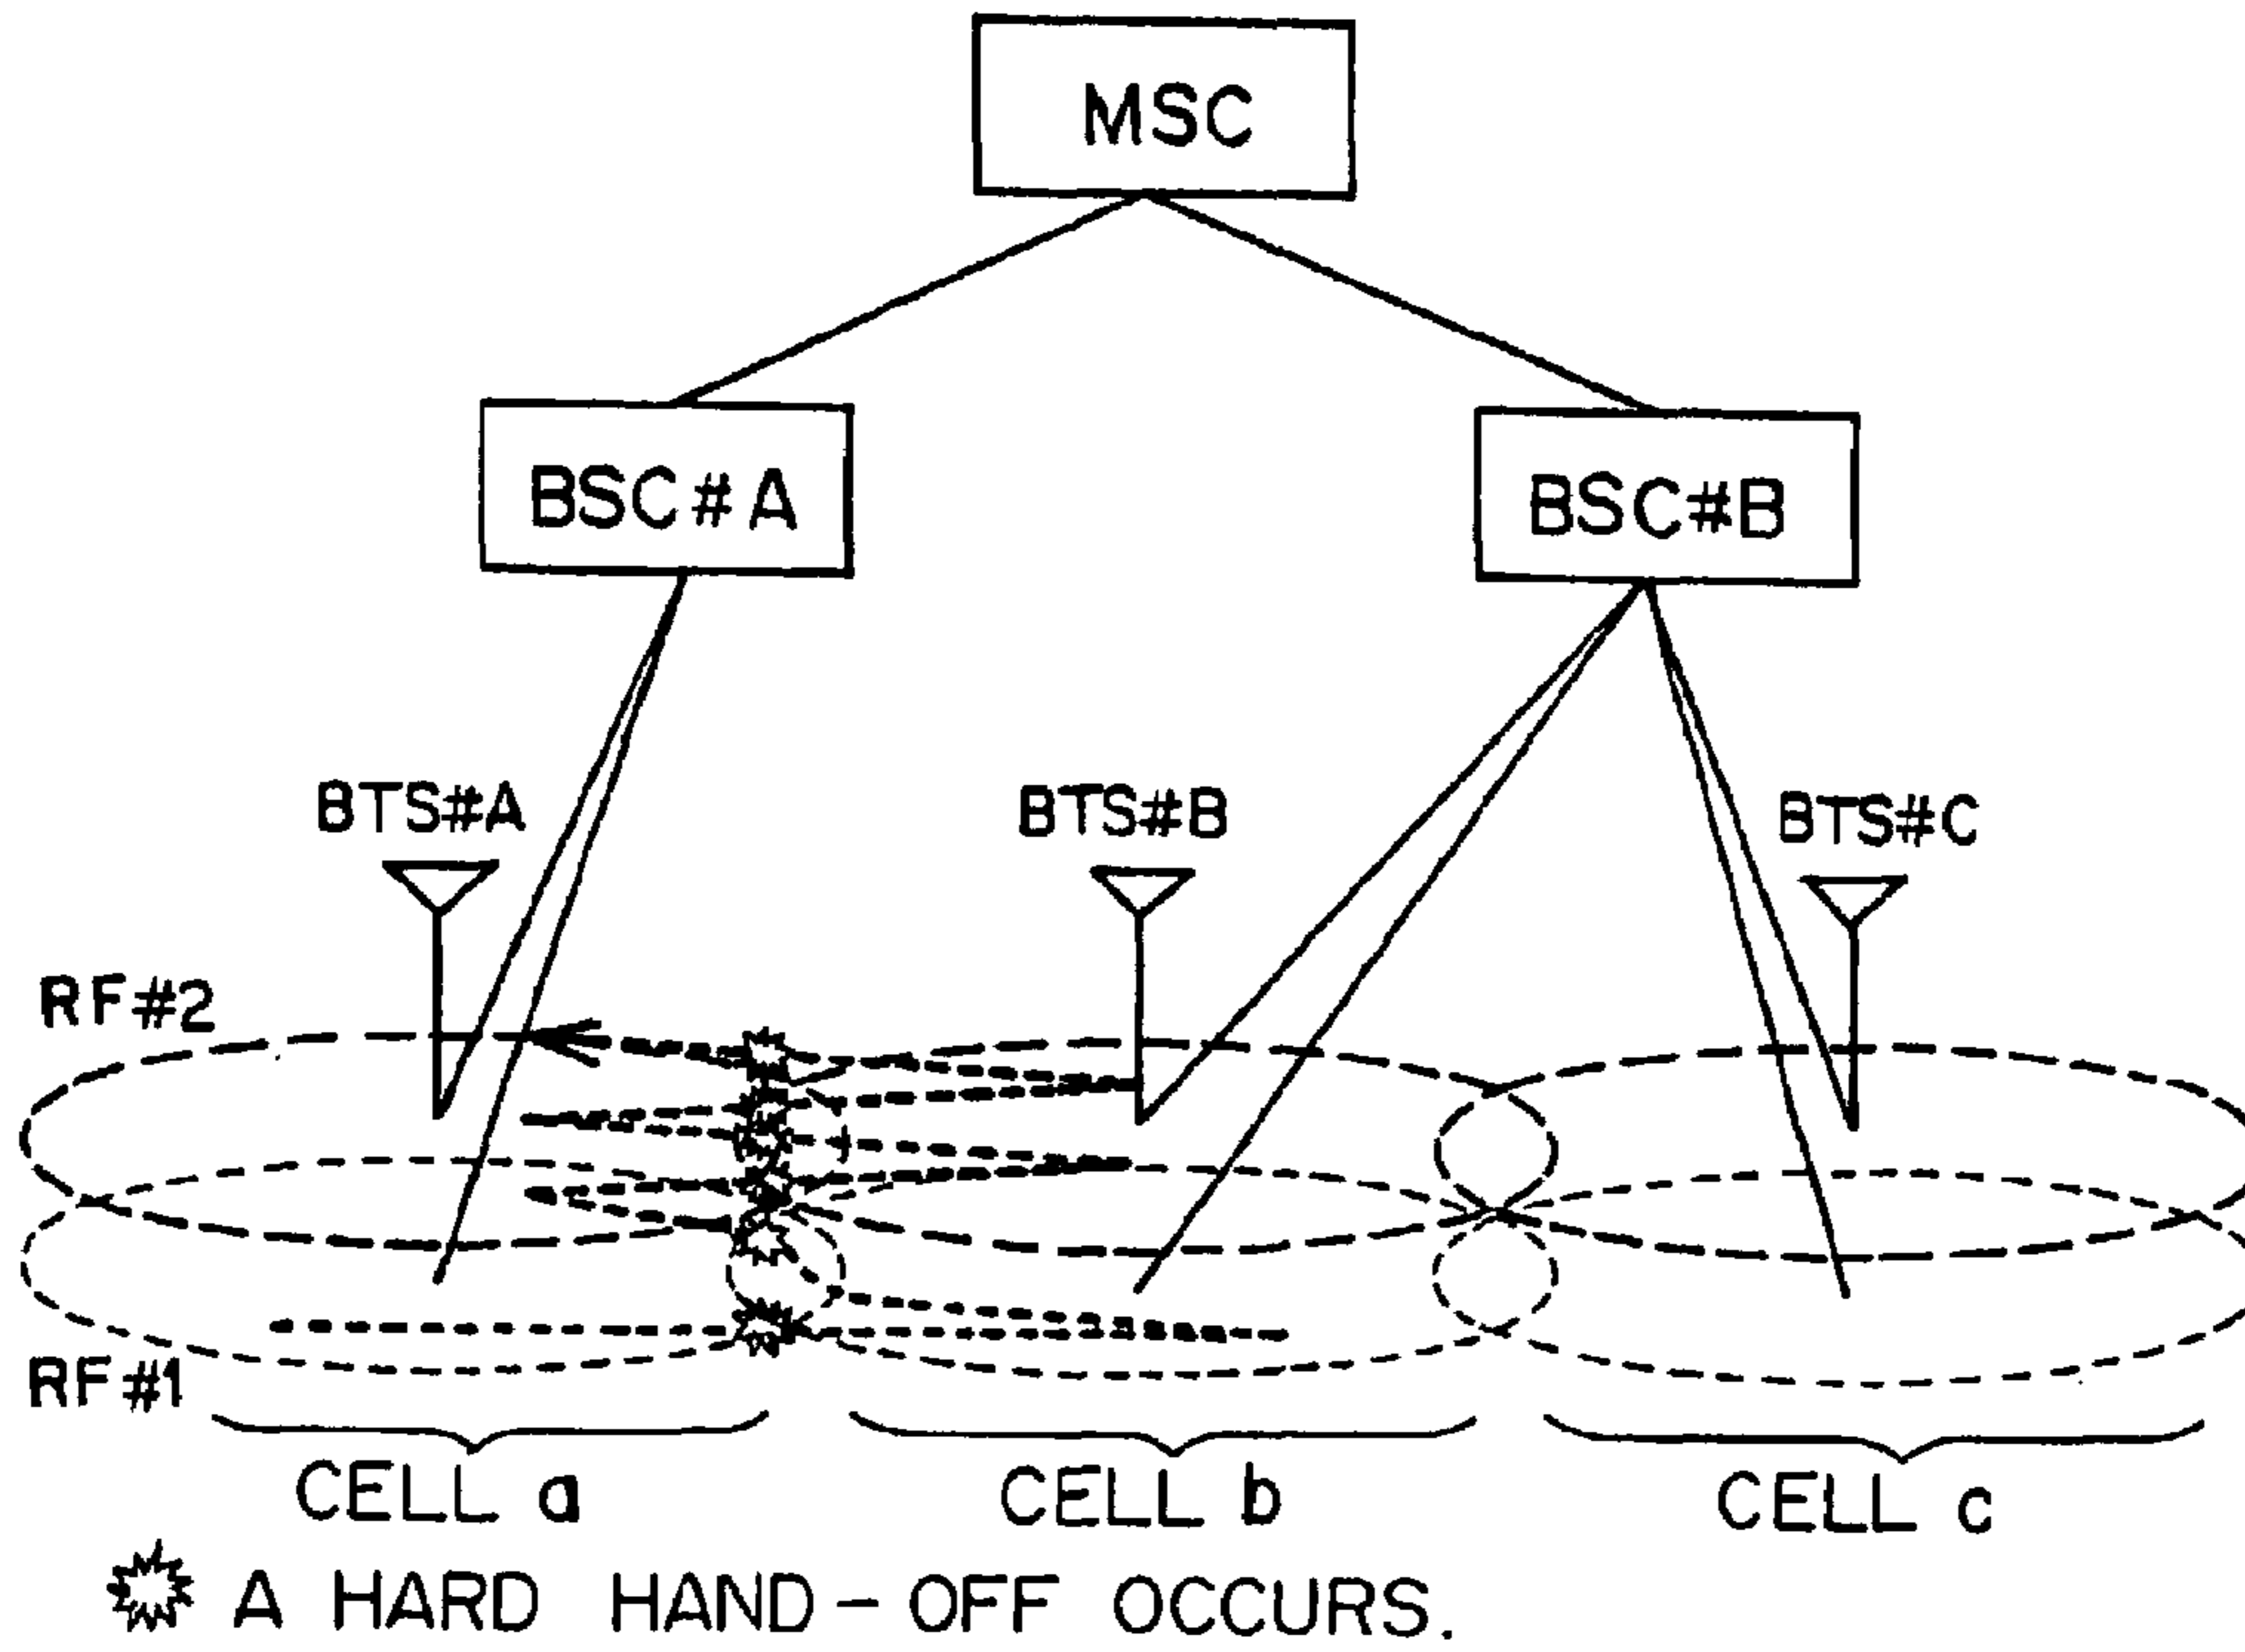 MSC
BSC#A
BSC#B
BTS#A
BTS#B
BTS#C
RF#2
RF#1
CELL a
CELL b
CELL c
A HARD HAND-OFF OCCURS.